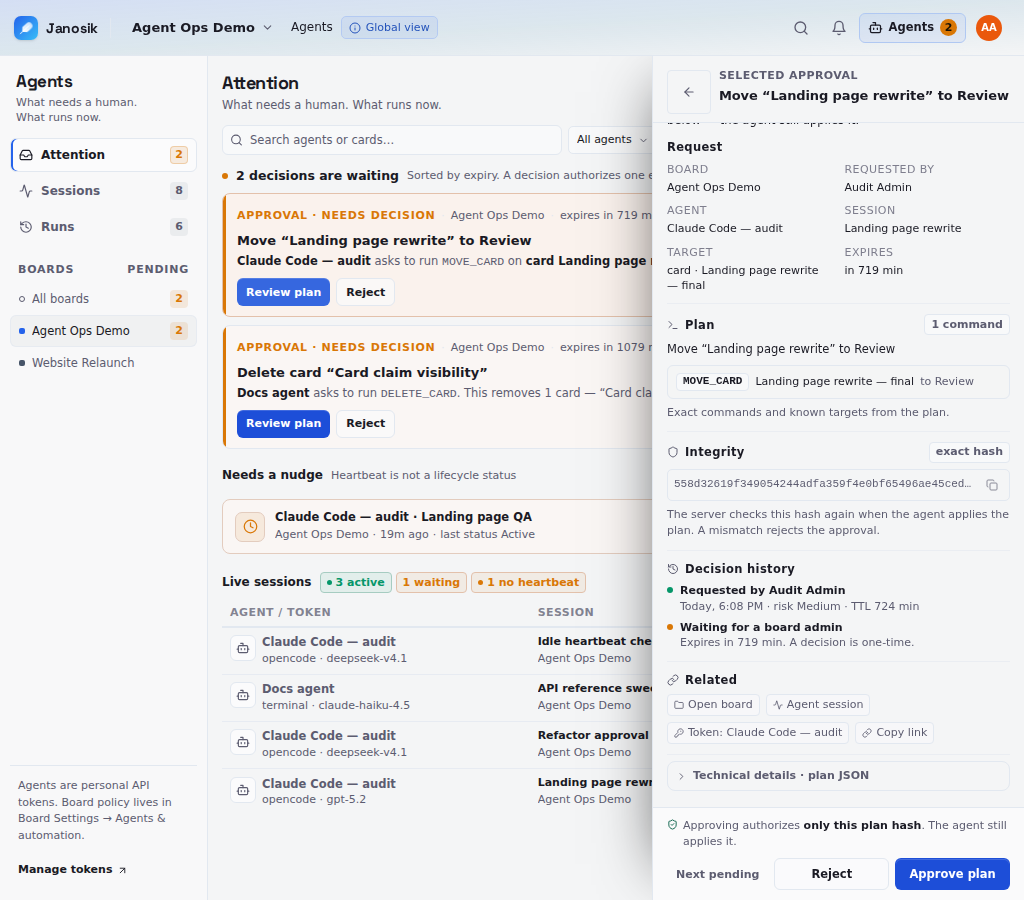 Janosik
Agent Ops Demo
Agents
Global view
Agents 2
AA
Agents
What needs a human.
What runs now.
Attention 2
Sessions 8
Runs 6
BOARDS PENDING
All boards 2
Agent Ops Demo 2
Website Relaunch
Agents are personal API
tokens. Board policy lives in
Board Settings → Agents &
automation.
Manage tokens
Attention
What needs a human. What runs now.
Search agents or cards…
All agents
2 decisions are waiting Sorted by expiry. A decision authorizes one
APPROVAL · NEEDS DECISION Agent Ops Demo · expires in 719 m
Move “Landing page rewrite” to Review
Claude Code — audit asks to run MOVE_CARD on card Landing page
Review plan Reject
APPROVAL · NEEDS DECISION Agent Ops Demo · expires in 1079
Delete card “Card claim visibility”
Docs agent asks to run DELETE_CARD. This removes 1 card — “Card cla
Review plan Reject
Needs a nudge Heartbeat is not a lifecycle status
Claude Code — audit · Landing page QA
Agent Ops Demo · 19m ago · last status Active
Live sessions 3 active 1 waiting 1 no heartbeat
AGENT / TOKEN SESSION
Claude Code — audit Idle heartbeat che
opencode · deepseek-v4.1 Agent Ops Demo
Docs agent API reference swee
terminal · claude-haiku-4.5 Agent Ops Demo
Claude Code — audit Refactor approval
opencode · deepseek-v4.1 Agent Ops Demo
Claude Code — audit Landing page rewr
opencode · gpt-5.2 Agent Ops Demo
SELECTED APPROVAL
Move “Landing page rewrite” to Review
Request
BOARD REQUESTED BY
Agent Ops Demo Audit Admin
AGENT SESSION
Claude Code — audit Landing page rewrite
TARGET EXPIRES
card · Landing page rewrite in 719 min
— final
Plan 1 command
Move “Landing page rewrite” to Review
MOVE_CARD Landing page rewrite — final to Review
Exact commands and known targets from the plan.
Integrity exact hash
558d32619f349054244adfa359f4e0bf65496ae45ced…
The server checks this hash again when the agent applies the
plan. A mismatch rejects the approval.
Decision history
Requested by Audit Admin
Today, 6:08 PM · risk Medium · TTL 724 min
Waiting for a board admin
Expires in 719 min. A decision is one-time.
Related
Open board Agent session
Token: Claude Code — audit Copy link
Technical details · plan JSON
Approving authorizes only this plan hash. The agent still
applies it.
Next pending Reject Approve plan